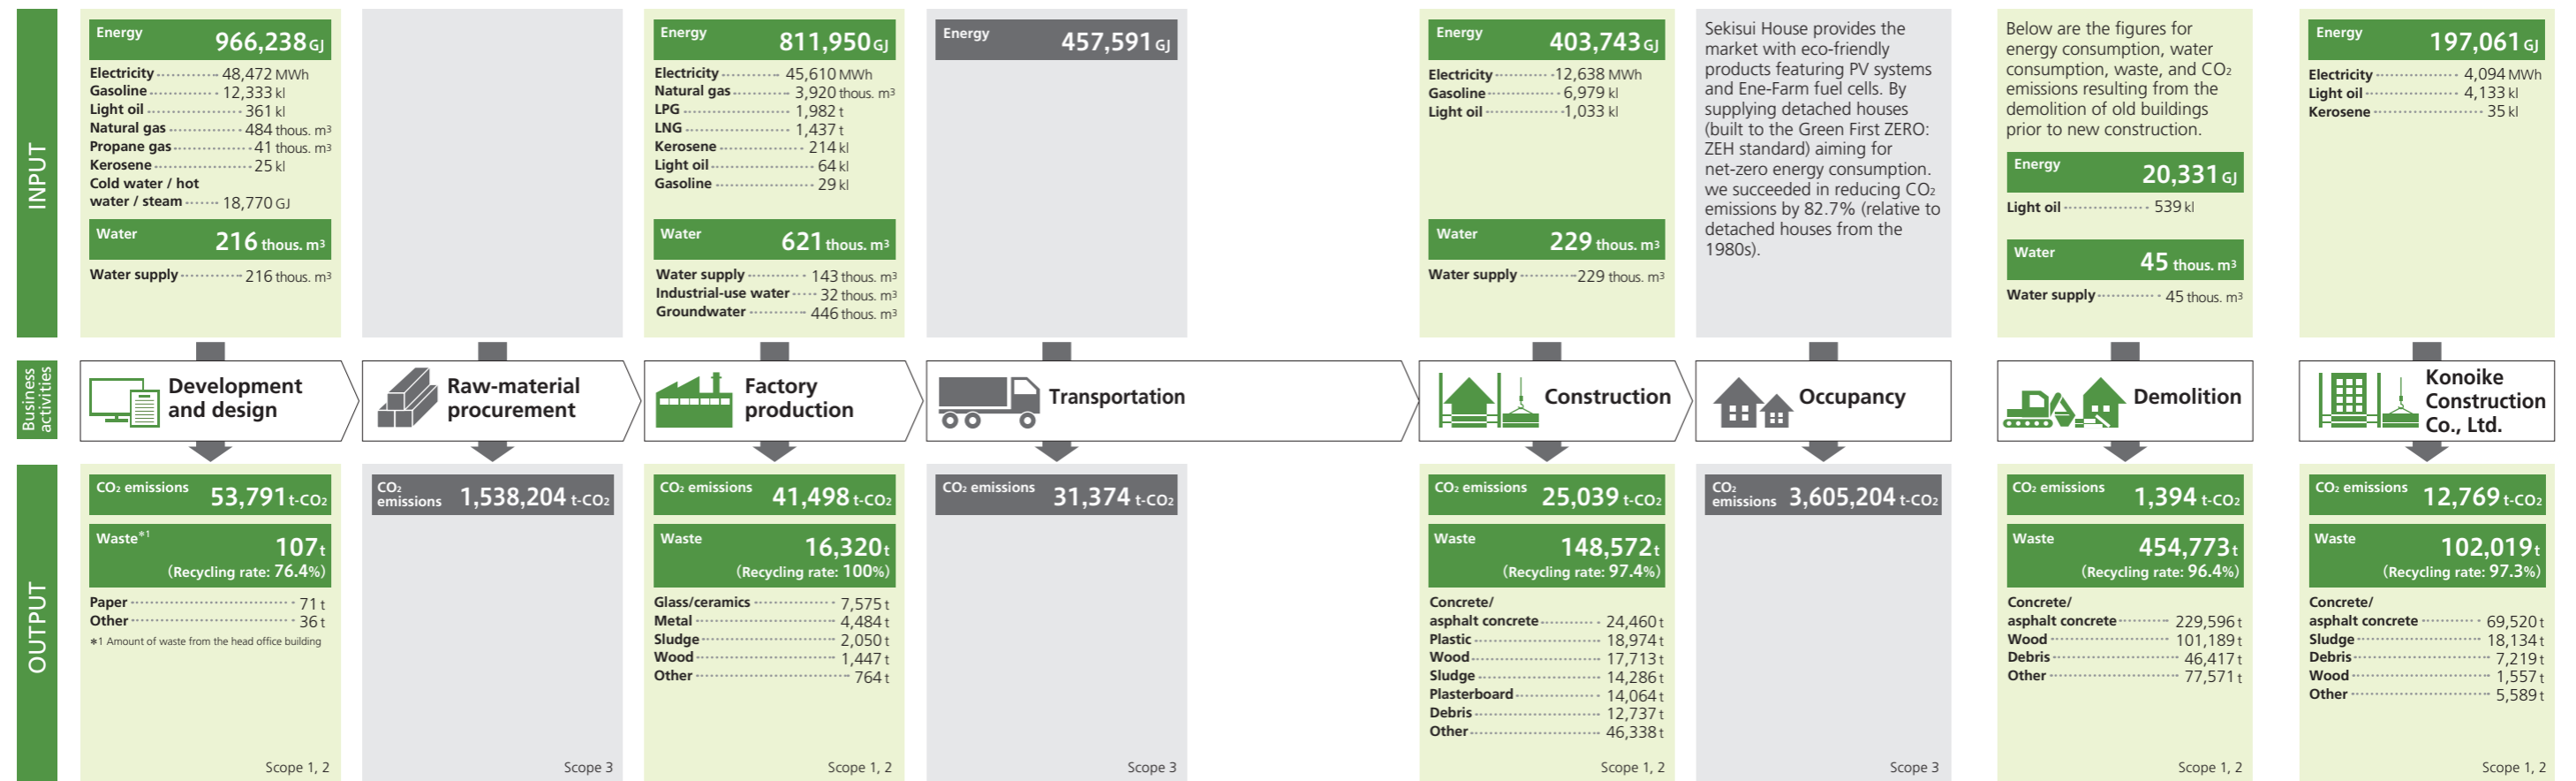 INPUT
Energy 966,238 GJ
Electricity 48,472 MWh
Gasoline 12,333 kl
Light oil 361 kl
Natural gas 484 thous. m3
Propane gas 41 thous. m3
Kerosene 25 kl
Cold water / hot
water / steam 18,770 GJ
Water 216 thous. m3
Water supply 216 thous. m3
Energy 811,950 GJ
Electricity 45,610 MWh
Natural gas 3,920 thous. m3
LPG 1,982 t
LNG 1,437 t
Kerosene 214 kl
Light oil 64 kl
Gasoline 29 kl
Water 621 thous. m3
Water supply 143 thous. m3
Industrial-use water 32 thous. m3
Groundwater 446 thous. m3
Energy 457,591 GJ
Energy 403,743 GJ
Electricity 12,638 MWh
Gasoline 6,979 kl
Light oil 1,033 kl
Water 229 thous. m3
Water supply 229 thous. m3
Sekisui House provides the
market with eco-friendly
products featuring PV systems
and Ene-Farm fuel cells. By
supplying detached houses
(built to the Green First ZERO:
ZEH standard) aiming for
net-zero energy consumption.
we succeeded in reducing CO2
emissions by 82.7% (relative to
detached houses from the
1980s).
Below are the figures for
energy consumption, water
consumption, waste, and CO2
emissions resulting from the
demolition of old buildings
prior to new construction.
Energy 20,331 GJ
Light oil 539 kl
Water 45 thous. m3
Water supply 45 thous. m3
Energy 197,061 GJ
Electricity 4,094 MWh
Light oil 4,133 kl
Kerosene 35 kl
Business
activities
Development
and design
Raw-material
procurement
Factory
production
Transportation
Construction
Occupancy
Demolition
Konoike
Construction
Co., Ltd.
OUTPUT
CO2 emissions 53,791 t-CO2
Waste*1 107 t
(Recycling rate: 76.4%)
Paper 71 t
Other 36 t
*1 Amount of waste from the head office building
Scope 1, 2
CO2
emissions 1,538,204 t-CO2
Scope 3
CO2 emissions 41,498 t-CO2
Waste 16,320 t
(Recycling rate: 100%)
Glass/ceramics 7,575 t
Metal 4,484 t
Sludge 2,050 t
Wood 1,447 t
Other 764 t
Scope 1, 2
CO2 emissions 31,374 t-CO2
Scope 3
CO2 emissions 25,039 t-CO2
Waste 148,572 t
(Recycling rate: 97.4%)
Concrete/
asphalt concrete 24,460 t
Plastic 18,974 t
Wood 17,713 t
Sludge 14,286 t
Plasterboard 14,064 t
Debris 12,737 t
Other 46,338 t
Scope 1, 2
CO2
emissions 3,605,204 t-CO2
Scope 3
CO2 emissions 1,394 t-CO2
Waste 454,773 t
(Recycling rate: 96.4%)
Concrete/
asphalt concrete 229,596 t
Wood 101,189 t
Debris 46,417 t
Other 77,571 t
Scope 1, 2
CO2 emissions 12,769 t-CO2
Waste 102,019 t
(Recycling rate: 97.3%)
Concrete/
asphalt concrete 69,520 t
Sludge 18,134 t
Debris 7,219 t
Wood 1,557 t
Other 5,589 t
Scope 1, 2